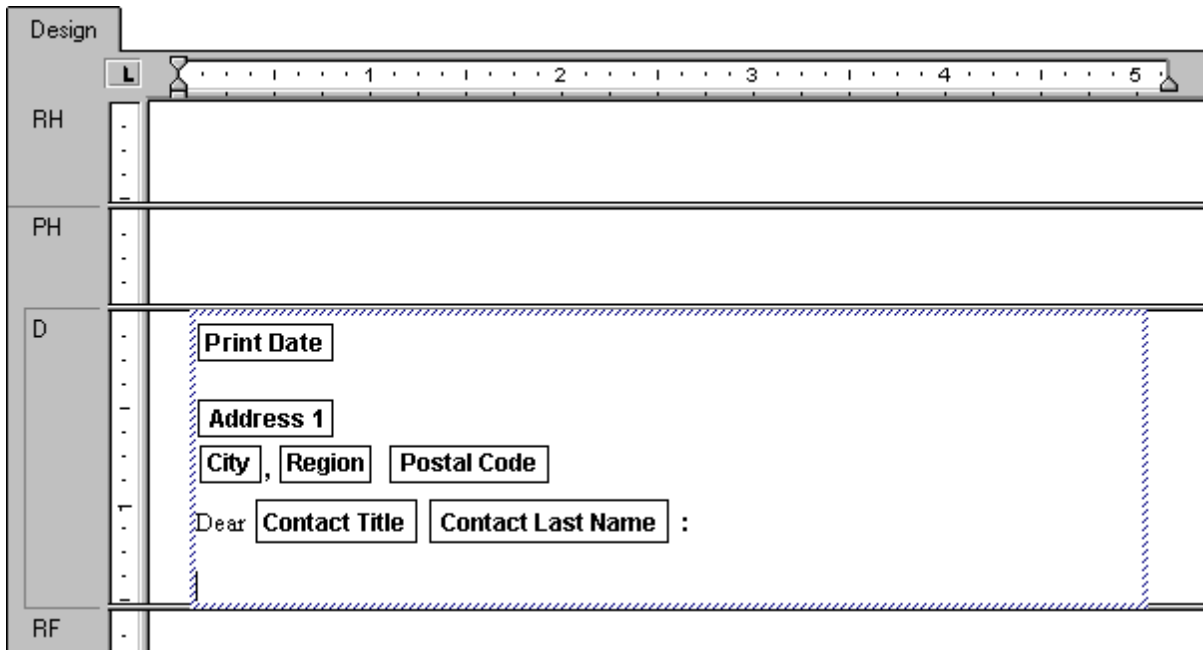 Design
L 1 2 3 4 5
RH
PH
D
Print Date
Address 1
City , Region Postal Code
1
Dear Contact Title Contact Last Name :
RF